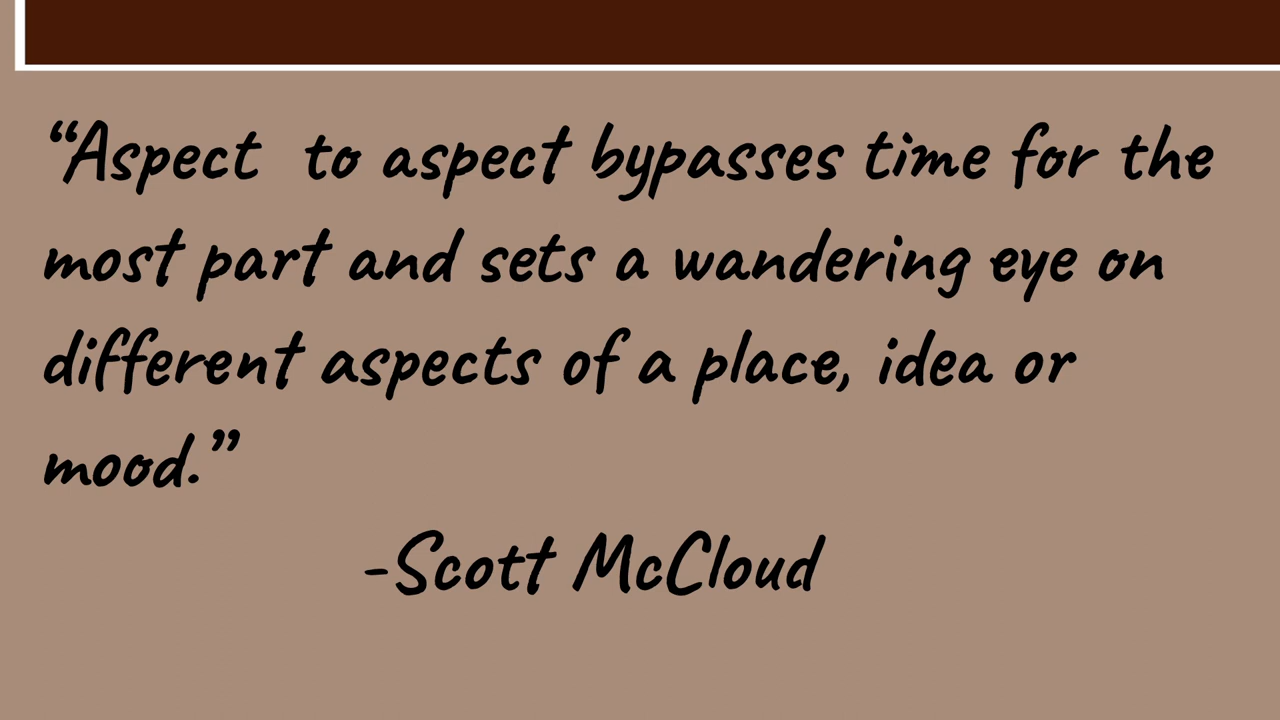 “Aspect  to aspect bypasses time for the
most part and sets a wandering eye on
different aspects of a place, idea or
mood.”
-Scott McCloud